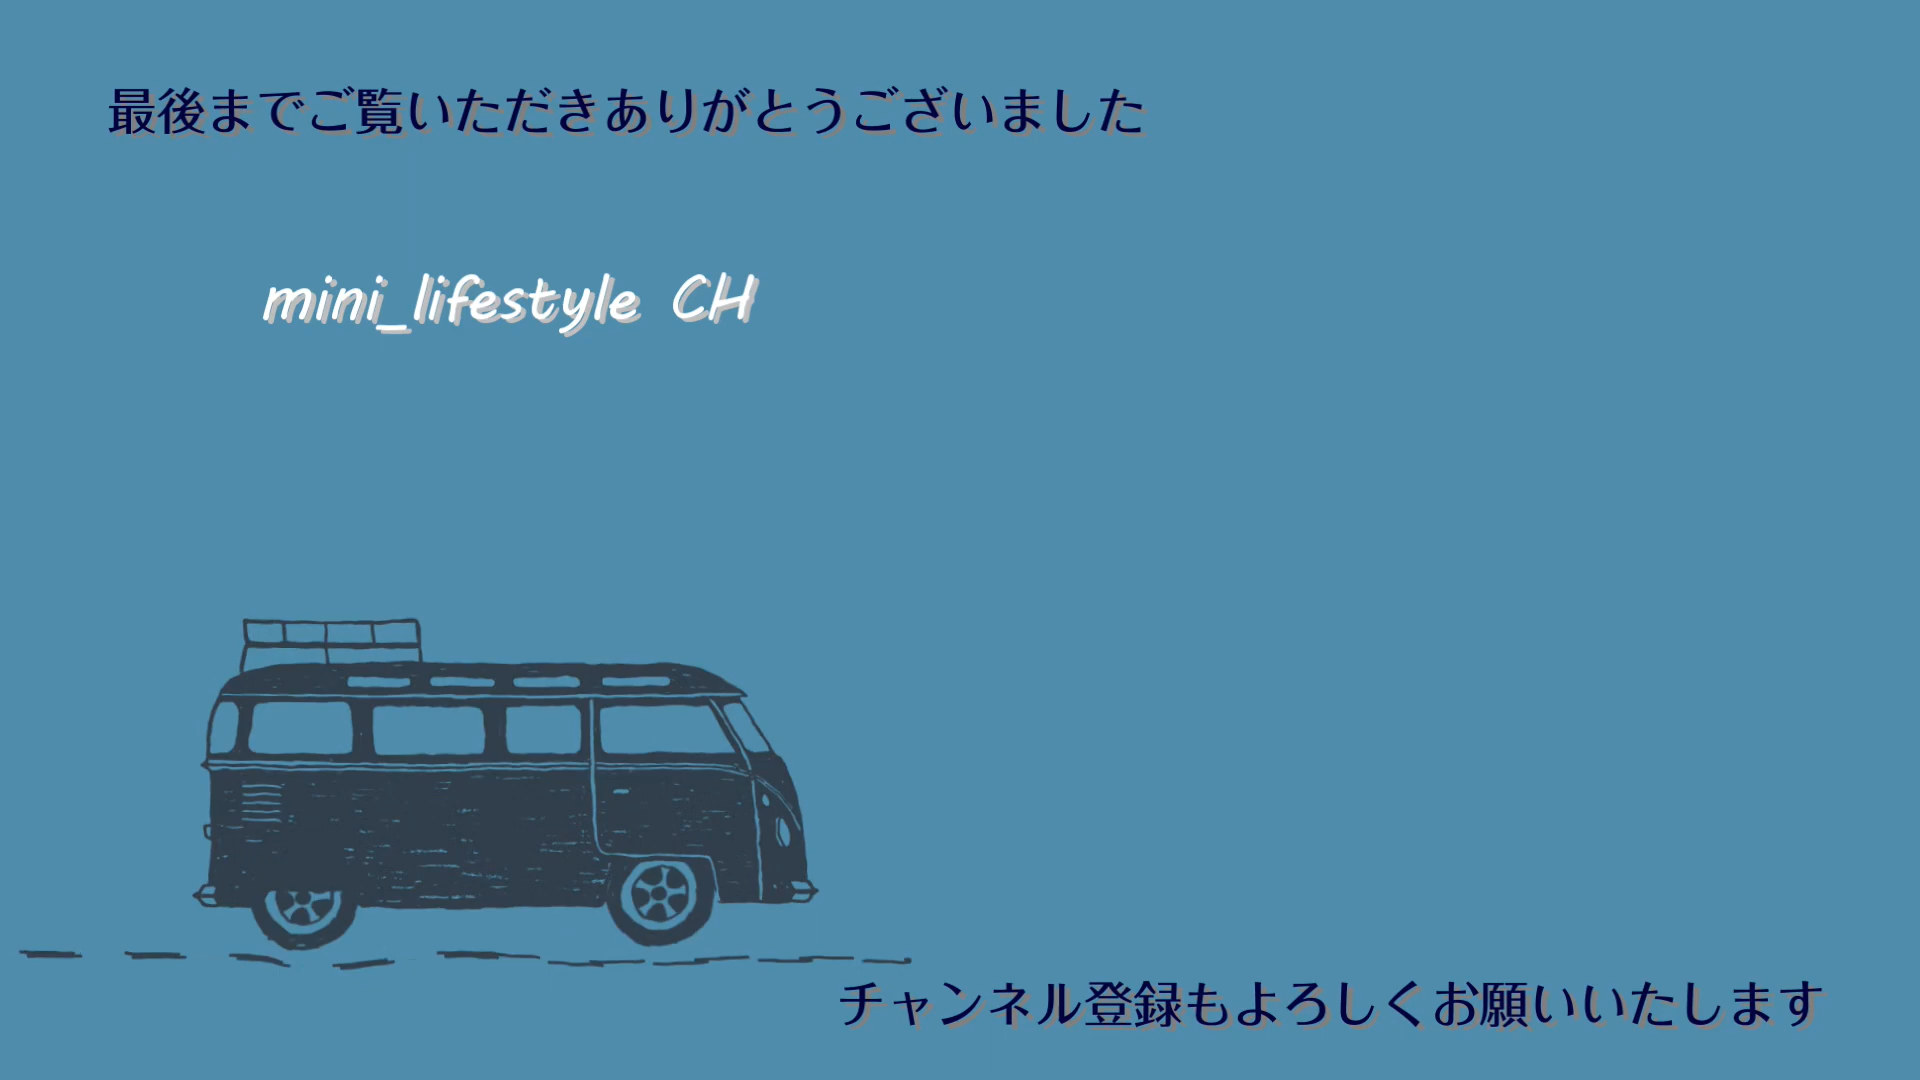 最後までご覧いただきありがとうございました
mini_lifestyle CH
チャンネル登録もよろしくお願いいたします